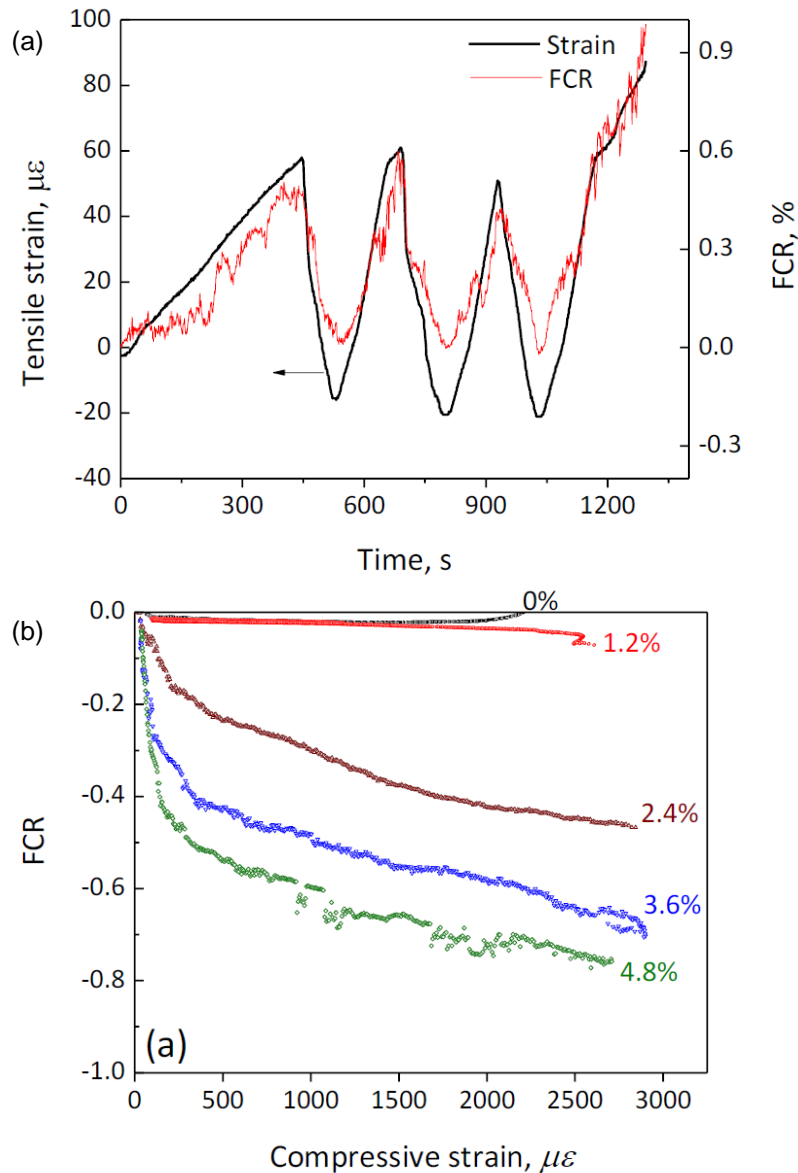 (a)
100
80
60
40
20
0
-20
-40
Tensile strain, με
Strain
FCR
0.9
0.6
0.3
0.0
-0.3
FCR, %
0 300 600 900 1200
Time, s
(b)
0.0
-0.2
-0.4
-0.6
-0.8
-1.0
FCR
0%
1.2%
2.4%
3.6%
4.8%
(a)
0 500 1000 1500 2000 2500 3000
Compressive strain, με